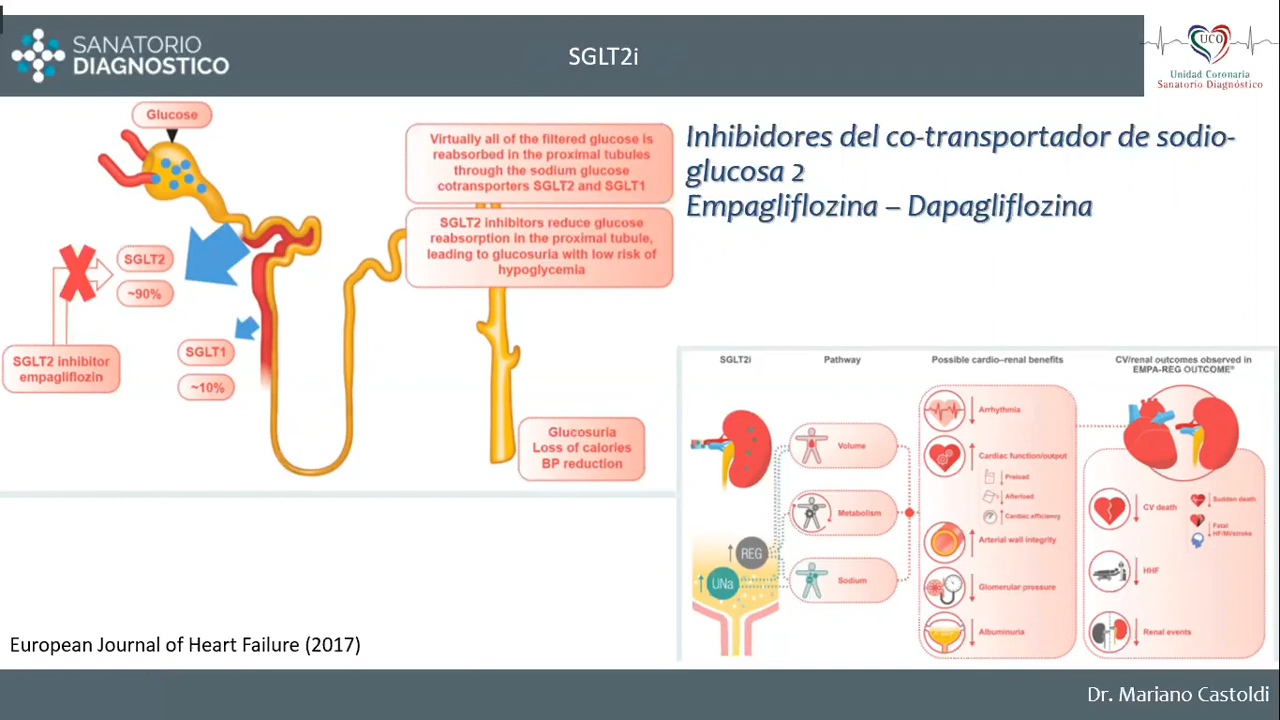 SANATORIO
DIAGNOSTICO
SGLT2i
UCO
Unidad Coronaria
Sanatorio Diagnóstico
Glucose
Virtually all of the filtered glucose is
reabsorbed in the proximal tubules
through the sodium glucose
cotransporters SGLT2 and SGLT1
SGLT2 inhibitors reduce glucose
reabsorption in the proximal tubule,
leading to glucosuria with low risk of
hypoglycemia
SGLT2
~90%
SGLT2 inhibitor
empagliflozin
SGLT1
~10%
Glucosuria
Loss of calories
BP reduction
Inhibidores del co-transportador de sodio-
glucosa 2
Empagliflozina – Dapagliflozina
SGLT2i
Pathway
Possible cardio–renal benefits
CV/renal outcomes observed in
EMPA-REG OUTCOME®
Volume
Metabolism
Sodium
REG
UNa
Arrhythmia
Cardiac function/output
Preload
Afterload
Cardiac efficiency
Arterial wall integrity
Glomerular pressure
Albuminuria
CV death
Sudden death
Fatal
HF/MI/stroke
HHF
Renal events
European Journal of Heart Failure (2017)
Dr. Mariano Castoldi